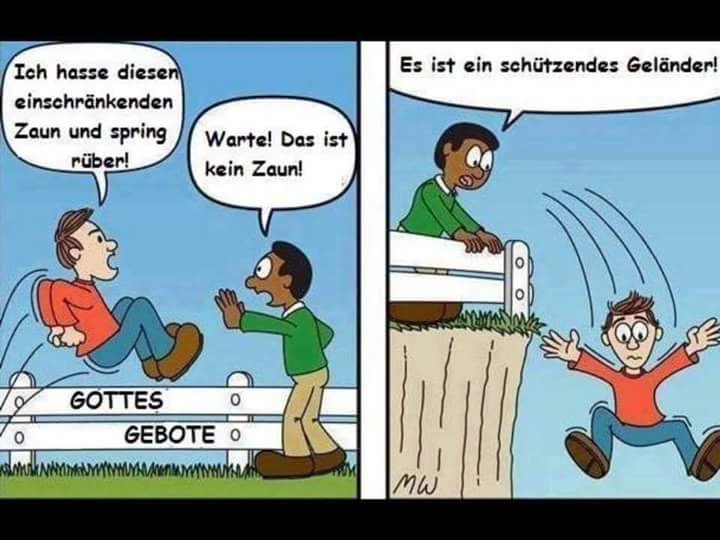 Ich hasse diesen
einschränkenden
Zaun und spring
rüber!
Warte! Das ist
kein Zaun!
GOTTES
GEBOTE
Es ist ein schützendes Geländer!
MW